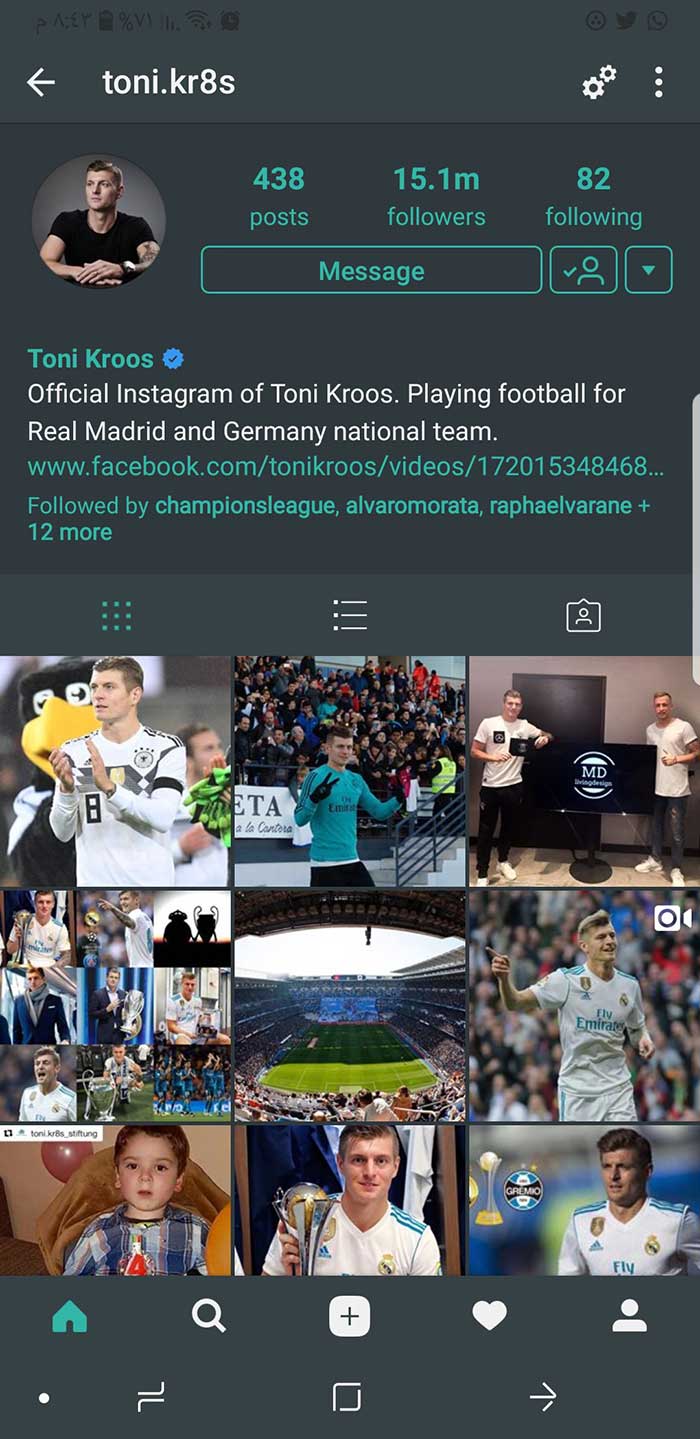 م ٨:٤٣ %٧١
toni.kr8s
438 15.1m 82
posts followers following
Message
Toni Kroos
Official Instagram of Toni Kroos. Playing football for
Real Madrid and Germany national team.
www.facebook.com/tonikroos/videos/172015348468...
Followed by championsleague, alvaromorata, raphaelvarane +
12 more
8
ETA
a la Cantera
Fly
Emirates
MD
livingdesign
Fly
Emirates
toni.kr8s_stiftung
GRÊMIO
Fly